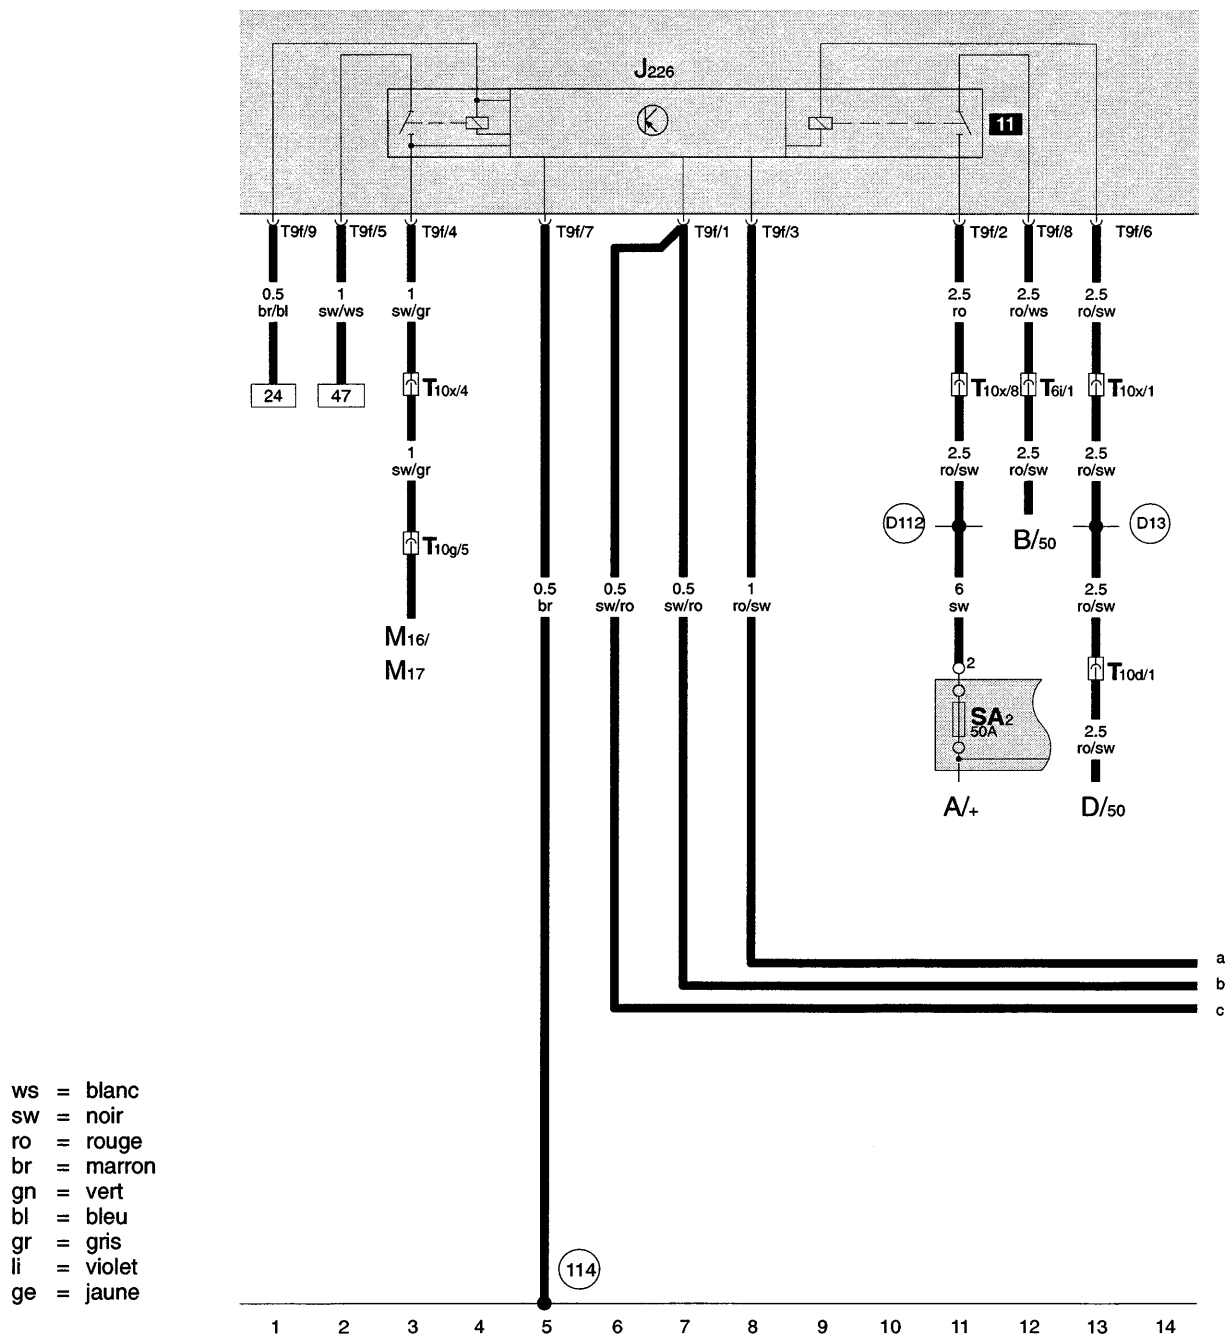 J226
11
T9f/9 T9f/5 T9f/4 T9f/7 T9f/1 T9f/3 T9f/2 T9f/8 T9f/6
0.5 1 1 2.5 2.5 2.5
br/bl sw/ws sw/gr ro ro/ws ro/sw
24 47 T10x/4 T10x/8 T6i/1 T10x/1
1 2.5 2.5 2.5
sw/gr ro/sw ro/sw ro/sw
D112 D13
T10g/5 B/50
0.5 0.5 0.5 1 6 2.5
br sw/ro sw/ro ro/sw sw ro/sw
M16/
M17
2
T10d/1
SA2
50A
2.5
ro/sw
A/+ D/50
a
b
c
ws = blanc
sw = noir
ro = rouge
br = marron
gn = vert
bl = bleu
gr = gris
li = violet
ge = jaune
114
1 2 3 4 5 6 7 8 9 10 11 12 13 14